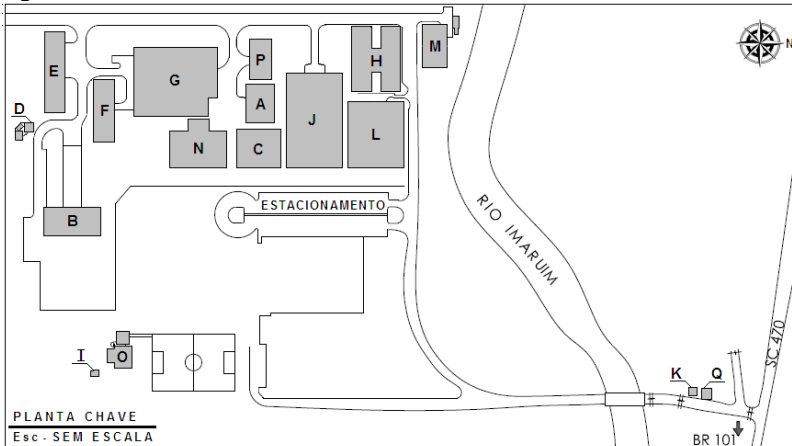 E
G
P
H
M
N
D
F
A
J
L
N
C
B
ESTACIONAMENTO
RIO IMARUIM
SC 470
I
O
K
Q
PLANTA CHAVE
Esc - SEM ESCALA
BR 101